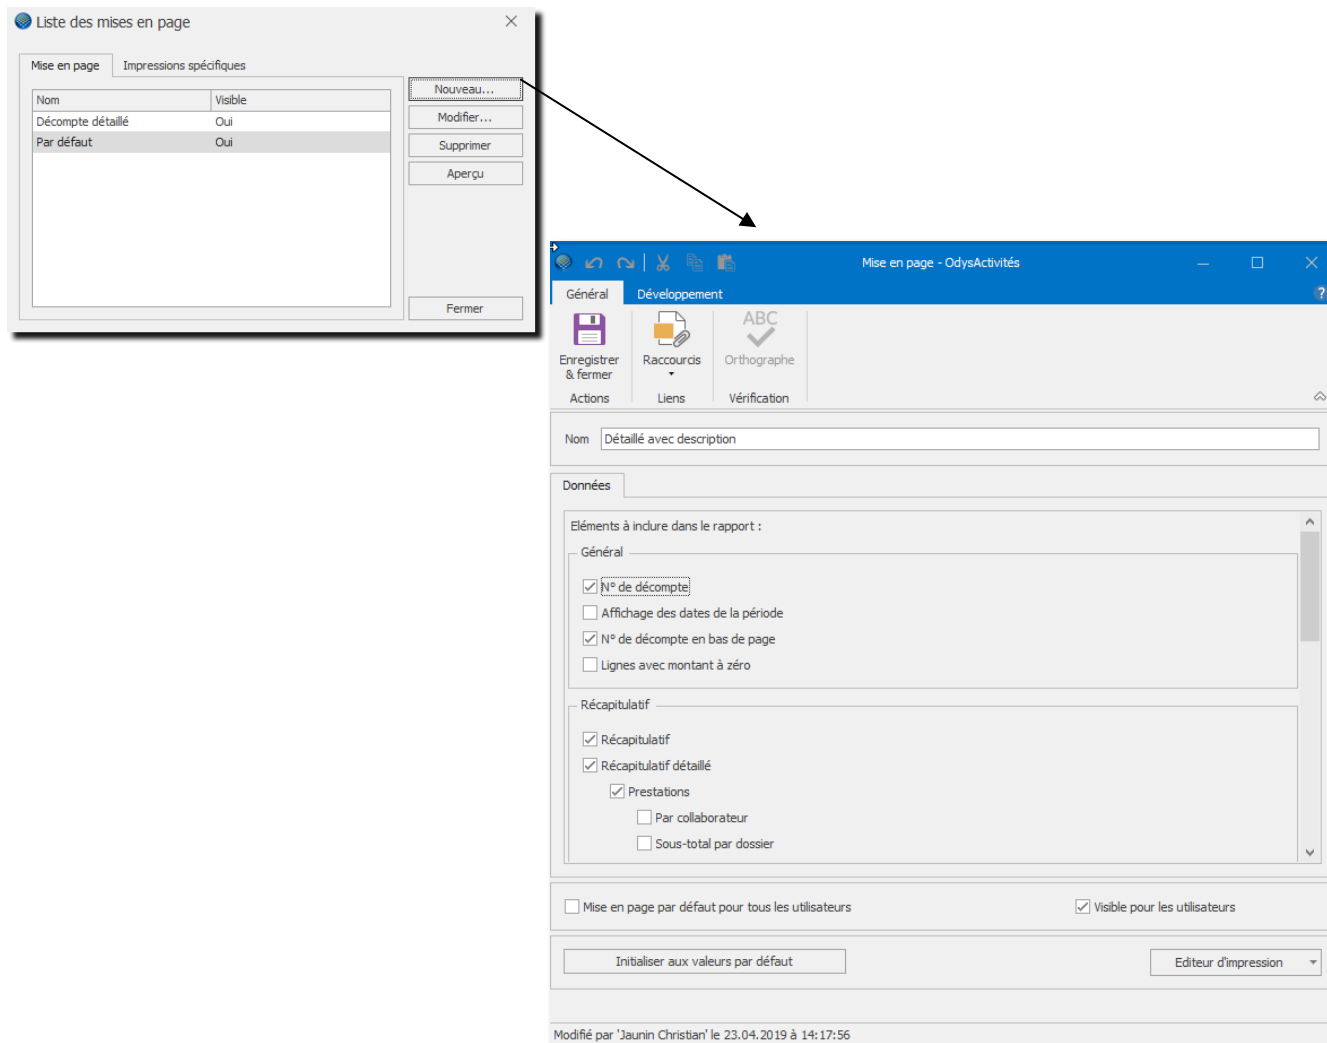 Liste des mises en page
Mise en page Impressions spécifiques
Nom Visible
Décompte détaillé Oui
Par défaut Oui
Nouveau...
Modifier...
Supprimer
Aperçu
Fermer
Mise en page - OdysActivités
Général Développement
?
Enregistrer & fermer
Raccourcis
ABC
Orthographe
Actions Liens Vérification
Nom Détaillé avec description
Données
Eléments à inclure dans le rapport :
Général
N° de décompte
Affichage des dates de la période
N° de décompte en bas de page
Lignes avec montant à zéro
Récapitulatif
Récapitulatif
Récapitulatif détaillé
Prestations
Par collaborateur
Sous-total par dossier
Mise en page par défaut pour tous les utilisateurs Visible pour les utilisateurs
Initialiser aux valeurs par défaut Editeur d'impression
Modifié par 'Jaunin Christian' le 23.04.2019 à 14:17:56